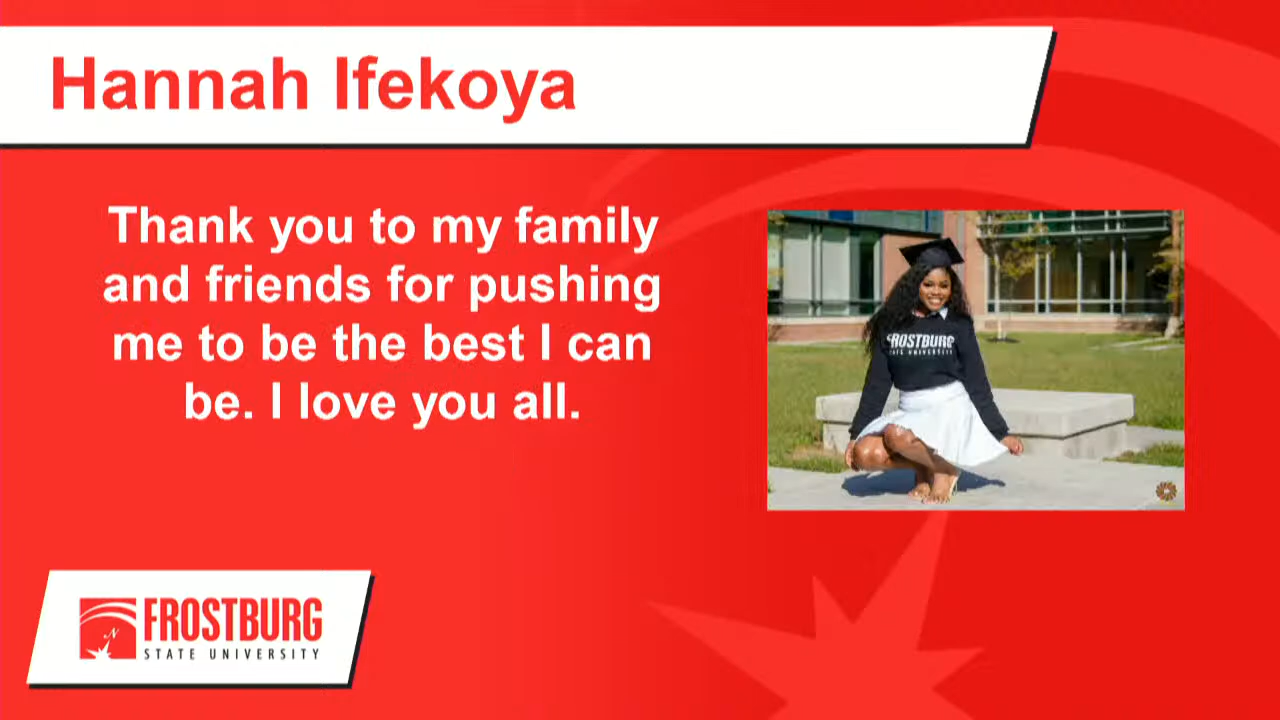 Hannah Ifekoya
Thank you to my family
and friends for pushing
me to be the best I can
be. I love you all.
FROSTBURG
STATE UNIVERSITY
FROSTBURG
STATE UNIVERSITY